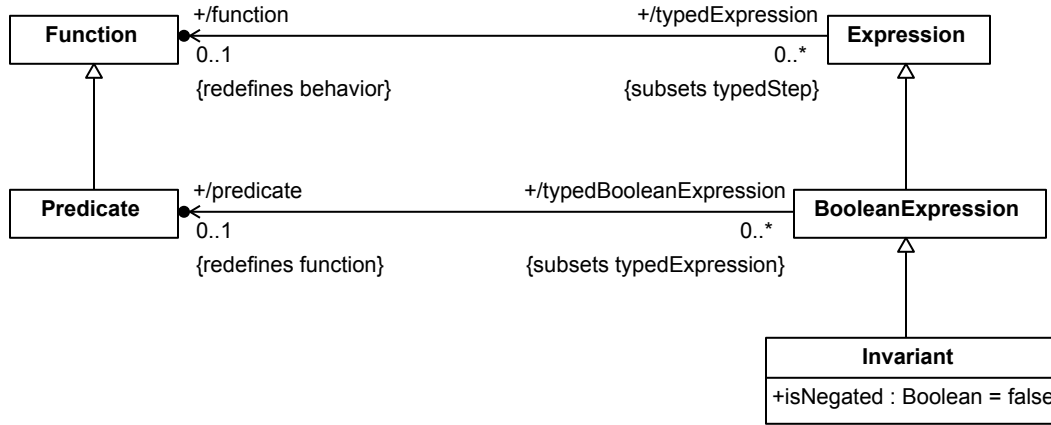 +/function
+/typedExpression
Function
Expression
0..1
0..*
{redefines behavior}
{subsets typedStep}
+/predicate
+/typedBooleanExpression
Predicate
BooleanExpression
0..1
0..*
{redefines function}
{subsets typedExpression}
Invariant
+isNegated : Boolean = false